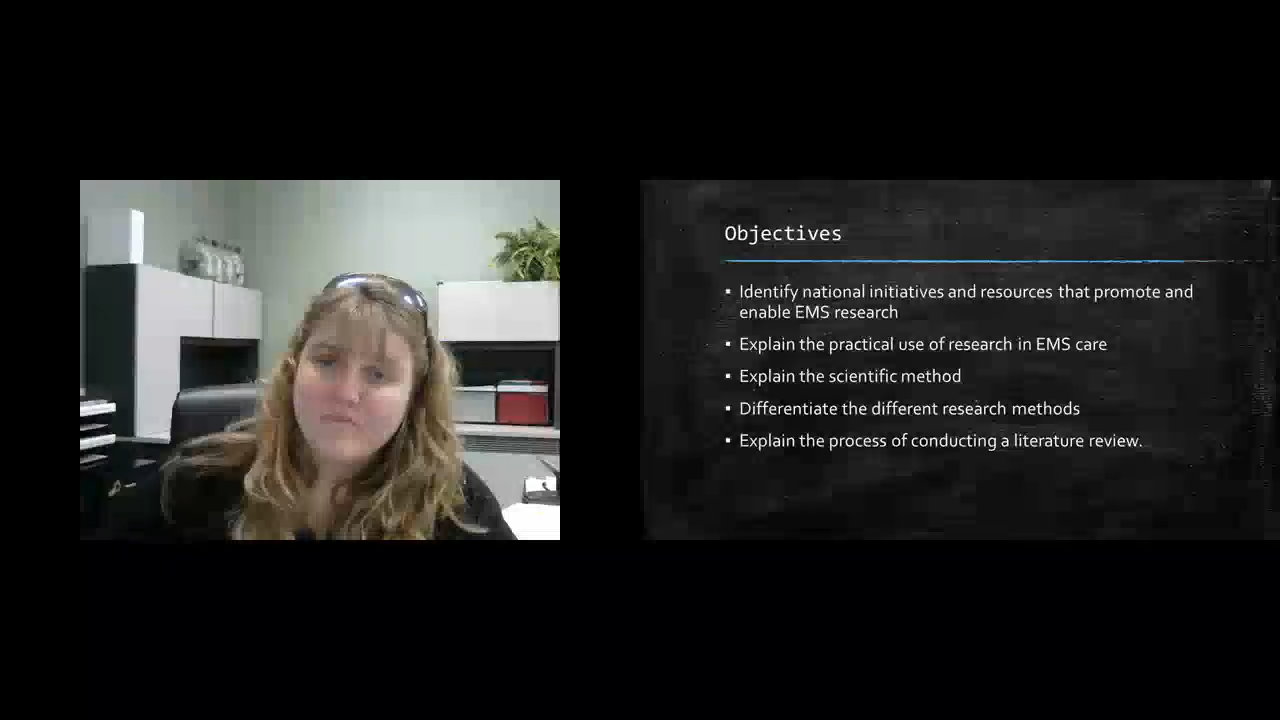 Objectives
▪ Identify national initiatives and resources that promote and
enable EMS research
▪ Explain the practical use of research in EMS care
▪ Explain the scientific method
▪ Differentiate the different research methods
▪ Explain the process of conducting a literature review.